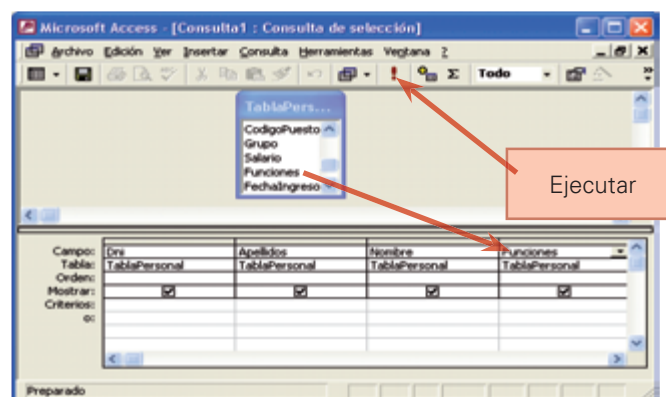 Microsoft Access - [Consulta1 : Consulta de selección]
Archivo Edición Ver Insertar Consulta Herramientas Ventana ?
Σ Todo
TablaPers...
CodigoPuesto
Grupo
Salario
Funciones
FechaIngreso
Ejecutar
Campo: Dni Apellidos Nombre Funciones
Tabla: TablaPersonal TablaPersonal TablaPersonal TablaPersonal
Orden:
Mostrar:
Criterios:
o:
Preparado